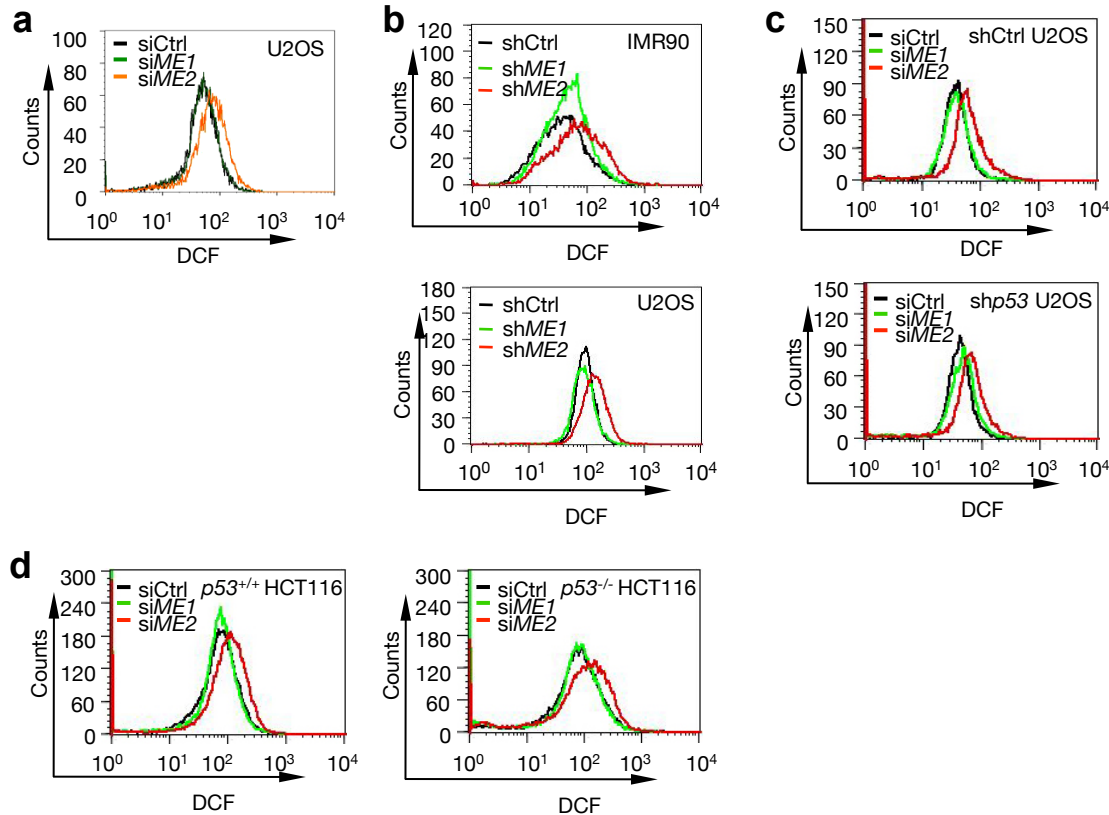 a
U2OS
siCtrl
siME1
siME2
100
80
60
40
20
0
Counts
10⁰ 10¹ 10² 10³ 10⁴
DCF
b
IMR90
shCtrl
shME1
shME2
120
100
80
60
40
20
0
Counts
10⁰ 10¹ 10² 10³ 10⁴
DCF
U2OS
shCtrl
shME1
shME2
180
150
120
90
60
30
0
Counts
10⁰ 10¹ 10² 10³ 10⁴
DCF
c
shCtrl U2OS
siCtrl
siME1
siME2
150
120
90
60
30
0
Counts
10⁰ 10¹ 10² 10³ 10⁴
DCF
shp53 U2OS
siCtrl
siME1
siME2
150
120
90
60
30
0
Counts
10⁰ 10¹ 10² 10³ 10⁴
DCF
d
siCtrl p53⁺/⁺ HCT116
siME1
siME2
300
240
180
120
60
0
Counts
10⁰ 10¹ 10² 10³ 10⁴
DCF
siCtrl p53⁻/⁻ HCT116
siME1
siME2
300
240
180
120
60
0
Counts
10⁰ 10¹ 10² 10³ 10⁴
DCF